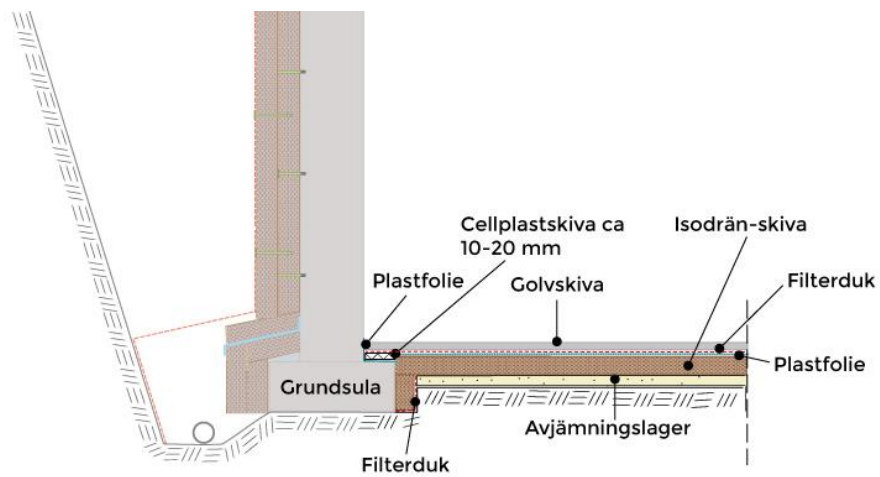 Cellplastskiva ca
10-20 mm
Isodrän-skiva
Plastfolie
Golvskiva
Filterduk
Plastfolie
Grundsula
Avjämningslager
Filterduk